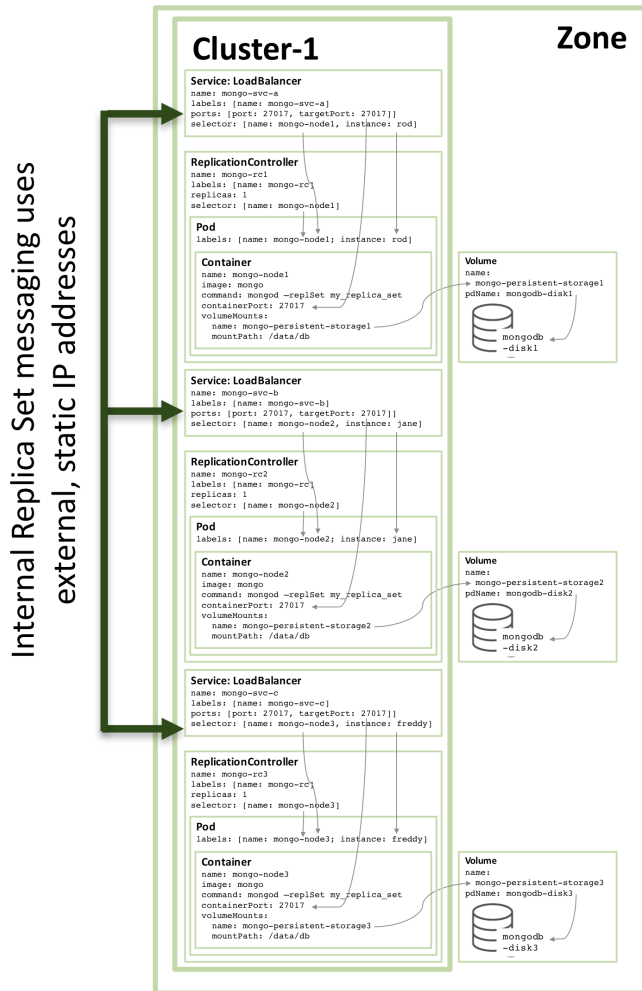 Zone
Cluster-1
Internal Replica Set messaging uses
external, static IP addresses
Service: LoadBalancer
name: mongo-svc-a
labels: [name: mongo-svc-a]
ports: [port: 27017, targetPort: 27017]]
selector: [name: mongo-node1, instance: rod]
ReplicationController
name: mongo-rc1
labels: [name: mongo-rc]
replicas: 1
selector: [name: mongo-node1]
Pod
labels: [name: mongo-node1; instance: rod]
Container
name: mongo-node1
image: mongo
command: mongod —replSet my_replica_set
containerPort: 27017
volumeMounts:
name: mongo-persistent-storage1
mountPath: /data/db
Volume
name:
mongo-persistent-storage1
pdName: mongodb-disk1
mongodb
-disk1
Service: LoadBalancer
name: mongo-svc-b
labels: [name: mongo-svc-b]
ports: [port: 27017, targetPort: 27017]]
selector: [name: mongo-node2, instance: jane]
ReplicationController
name: mongo-rc2
labels: [name: mongo-rc]
replicas: 1
selector: [name: mongo-node2]
Pod
labels: [name: mongo-node2; instance: jane]
Container
name: mongo-node2
image: mongo
command: mongod —replSet my_replica_set
containerPort: 27017
volumeMounts:
name: mongo-persistent-storage2
mountPath: /data/db
Volume
name:
mongo-persistent-storage2
pdName: mongodb-disk2
mongodb
-disk2
Service: LoadBalancer
name: mongo-svc-c
labels: [name: mongo-svc-c]
ports: [port: 27017, targetPort: 27017]]
selector: [name: mongo-node3, instance: freddy]
ReplicationController
name: mongo-rc3
labels: [name: mongo-rc]
replicas: 1
selector: [name: mongo-node3]
Pod
labels: [name: mongo-node3; instance: freddy]
Container
name: mongo-node3
image: mongo
command: mongod —replSet my_replica_set
containerPort: 27017
volumeMounts:
name: mongo-persistent-storage3
mountPath: /data/db
Volume
name:
mongo-persistent-storage3
pdName: mongodb-disk3
mongodb
-disk3